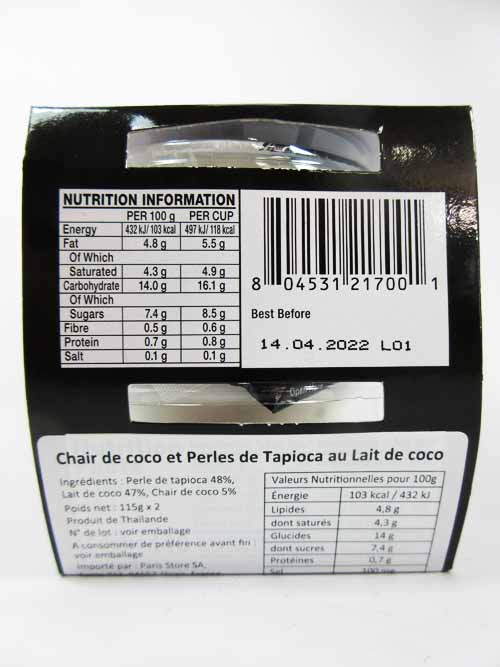 NUTRITION INFORMATION
PER 100 g PER CUP
Energy 432 kJ/103 kcal 497 kJ/118 kcal
Fat 4.8 g 5.5 g
Of Which
Saturated 4.3 g 4.9 g
Carbohydrate 14.0 g 16.1 g
Of Which
Sugars 7.4 g 8.5 g
Fibre 0.5 g 0.6 g
Protein 0.7 g 0.8 g
Salt 0.1 g 0.1 g
8 04531 21700 1
Best Before
14.04.2022 L01
Chair de coco et Perles de Tapioca au Lait de coco
Ingrédients : Perle de tapioca 48%,
Lait de coco 47%, Chair de coco 5%
Poids net : 115g x 2
Produit de Thaïlande
N° de lot : voir emballage
A consommer de préférence avant fin :
voir emballage
Importé par : Paris Store SA,
Valeurs Nutritionnelles pour 100g
Énergie 103 kcal / 432 kJ
Lipides 4,8 g
dont saturés 4,3 g
Glucides 14 g
dont sucres 7,4 g
Protéines 0,7 g
Sel 100 mg